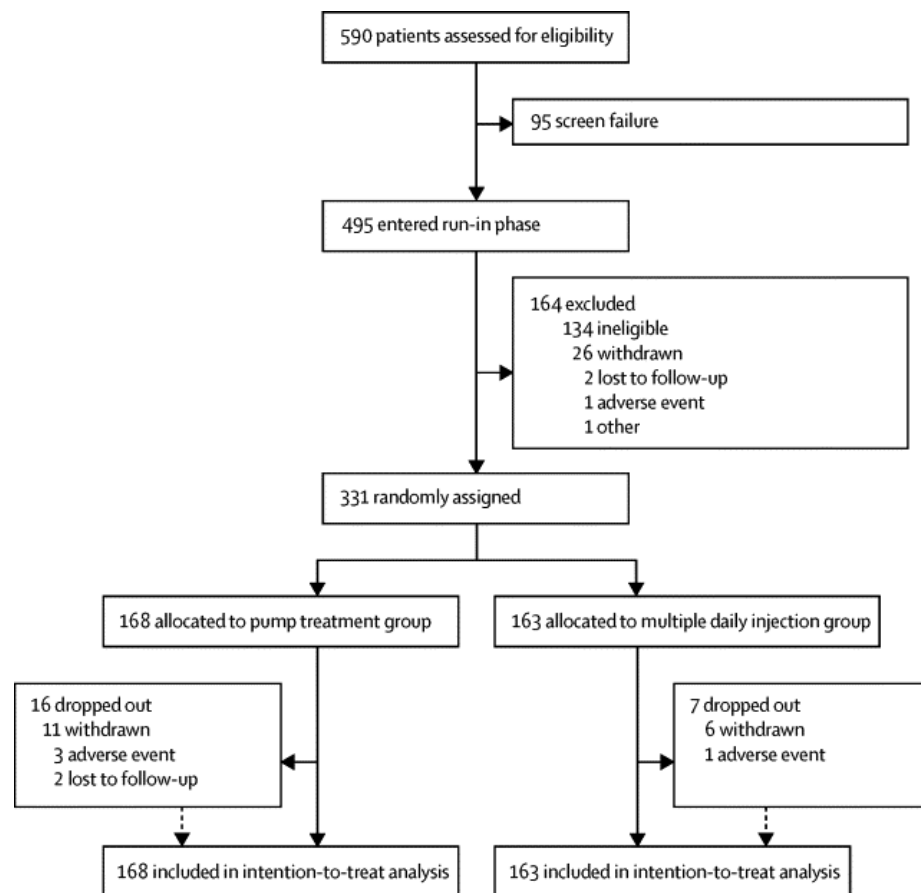 590 patients assessed for eligibility
95 screen failure
495 entered run-in phase
164 excluded
134 ineligible
26 withdrawn
2 lost to follow-up
1 adverse event
1 other
331 randomly assigned
168 allocated to pump treatment group
163 allocated to multiple daily injection group
16 dropped out
11 withdrawn
3 adverse event
2 lost to follow-up
7 dropped out
6 withdrawn
1 adverse event
168 included in intention-to-treat analysis
163 included in intention-to-treat analysis